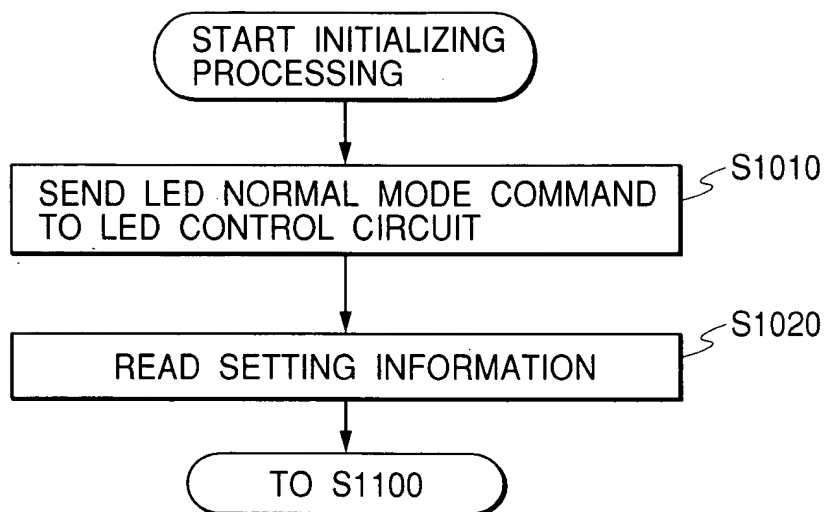 START INITIALIZING
PROCESSING
S1010
SEND LED NORMAL MODE COMMAND
TO LED CONTROL CIRCUIT
S1020
READ SETTING INFORMATION
TO S1100